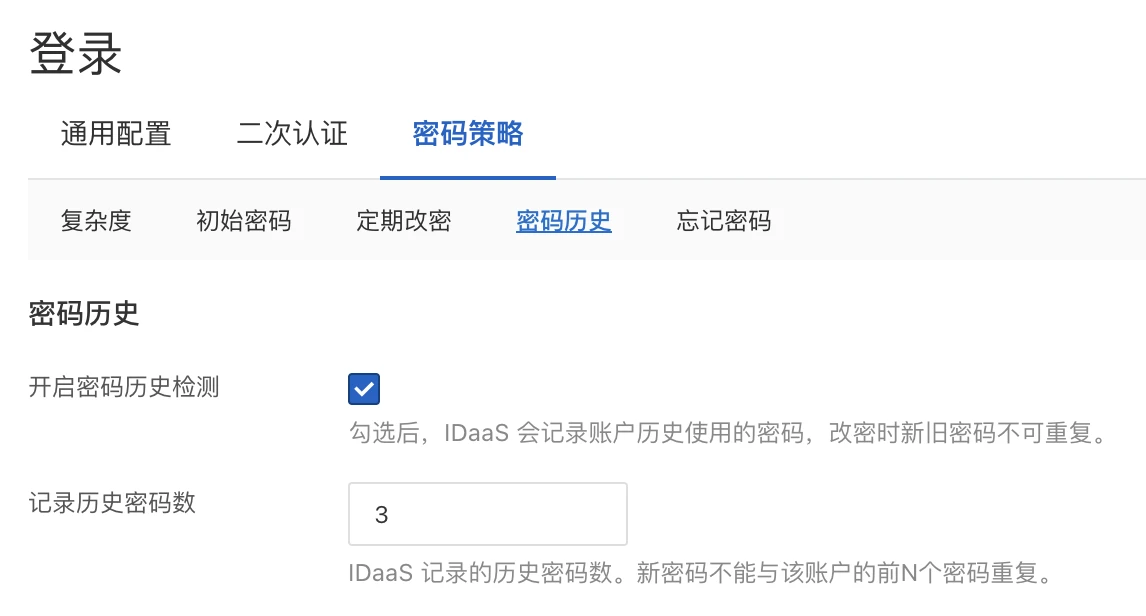 登录
通用配置 二次认证 密码策略
复杂度 初始密码 定期改密 密码历史 忘记密码
密码历史
开启密码历史检测
勾选后，IDaaS 会记录账户历史使用的密码，改密时新旧密码不可重复。
记录历史密码数
3
IDaaS 记录的历史密码数。新密码不能与该账户的前N个密码重复。